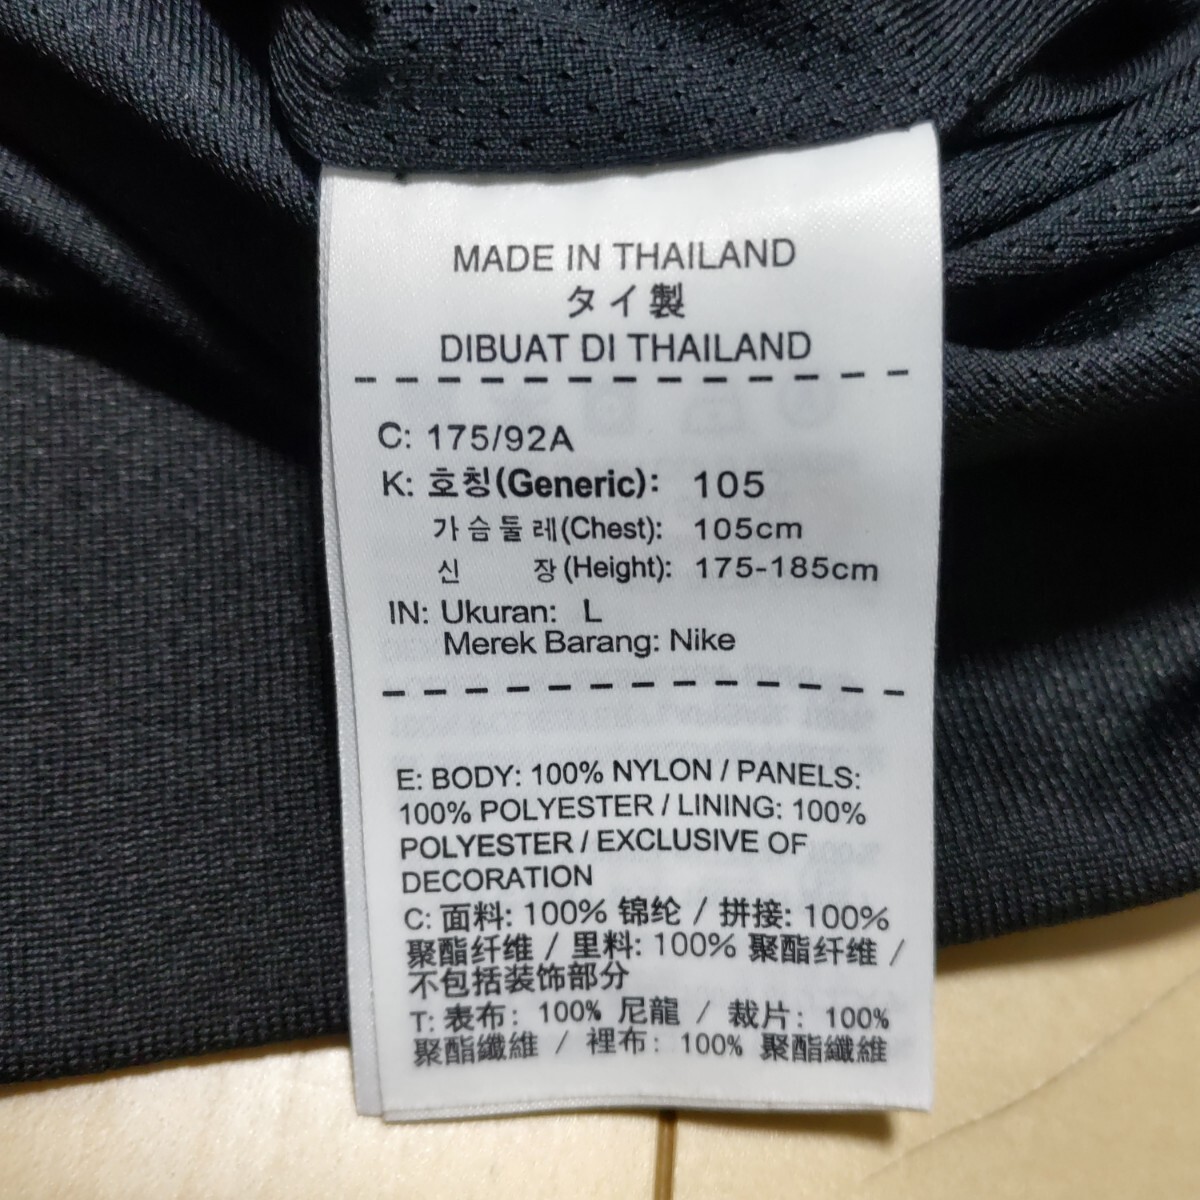 MADE IN THAILAND
タイ製
DIBUAT DI THAILAND
C: 175/92A
K: 호칭(Generic): 105
가슴둘레(Chest): 105cm
신 장(Height): 175-185cm
IN: Ukuran: L
Merek Barang: Nike
E: BODY: 100% NYLON / PANELS:
100% POLYESTER / LINING: 100%
POLYESTER / EXCLUSIVE OF
DECORATION
C: 面料: 100% 锦纶 / 拼接: 100%
聚酯纤维 / 里料: 100% 聚酯纤维 /
不包括装饰部分
T: 表布: 100% 尼龍 / 裁片: 100%
聚酯纖維 / 裡布: 100% 聚酯纖維